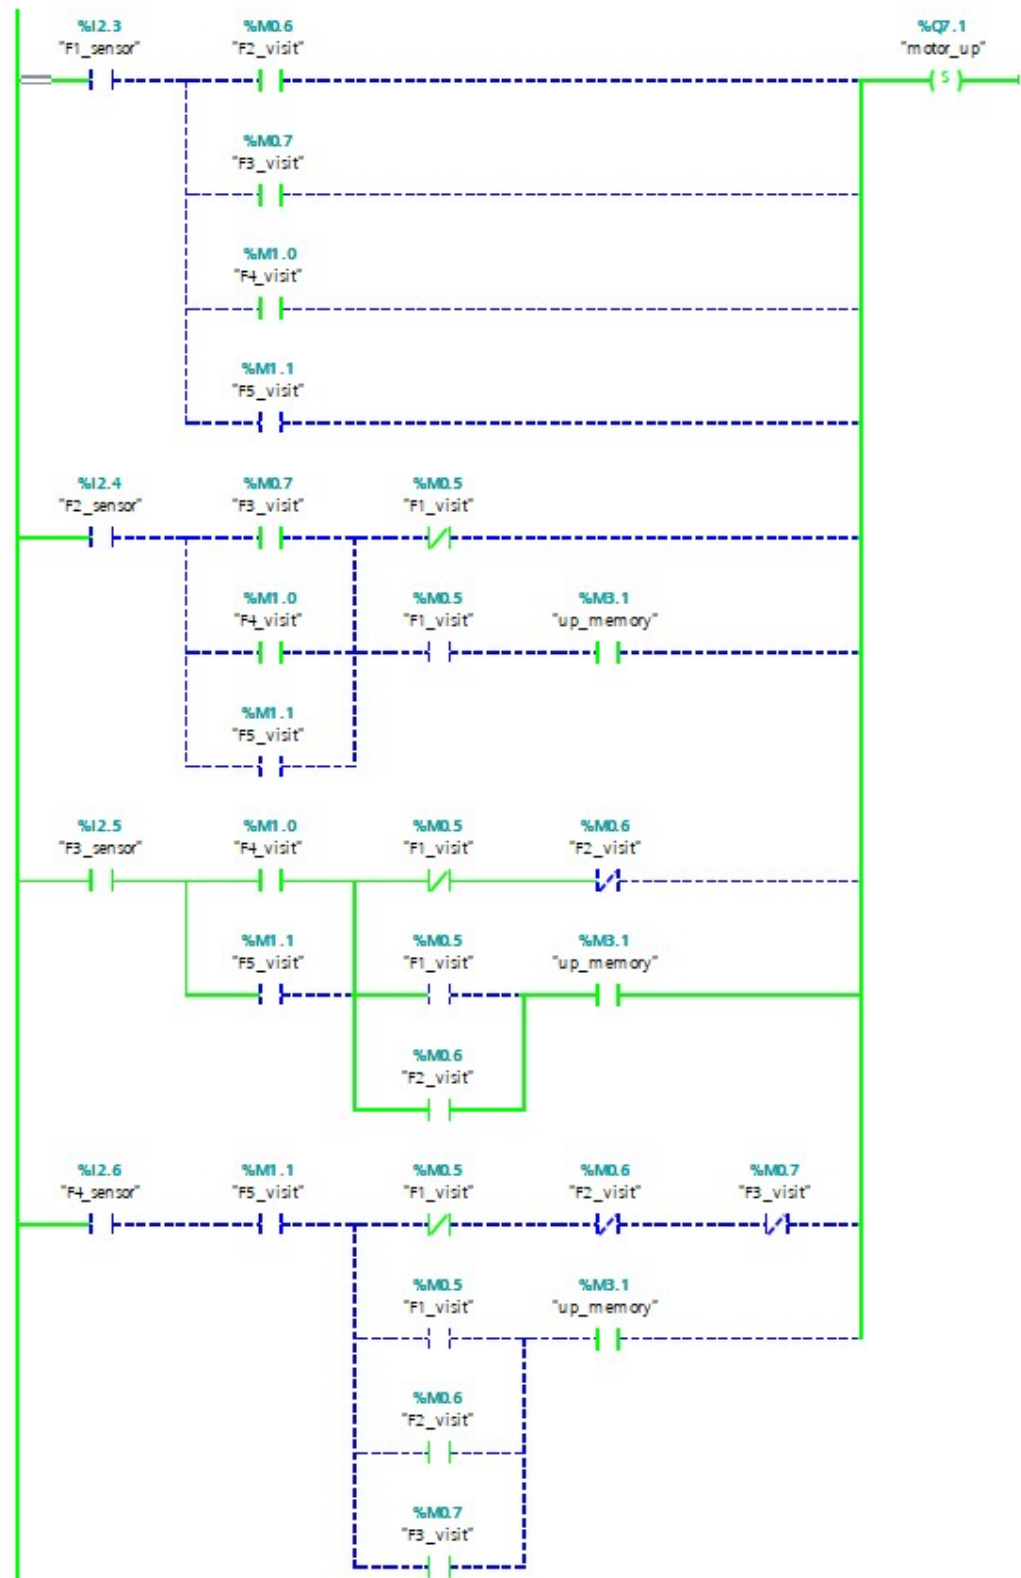 %I2.3 %M0.6 %Q7.1
"F1_sensor" "F2_visit" "motor_up"
S
%M0.7
"F3_visit"
%M1.0
"F4_visit"
%M1.1
"F5_visit"
%I2.4 %M0.7 %M0.5
"F2_sensor" "F3_visit" "F1_visit"
%M1.0 %M0.5 %M3.1
"F4_visit" "F1_visit" "up_memory"
%M1.1
"F5_visit"
%I2.5 %M1.0 %M0.5 %M0.6
"F3_sensor" "F4_visit" "F1_visit" "F2_visit"
%M1.1 %M0.5 %M3.1
"F5_visit" "F1_visit" "up_memory"
%M0.6
"F2_visit"
%I2.6 %M1.1 %M0.5 %M0.6 %M0.7
"F4_sensor" "F5_visit" "F1_visit" "F2_visit" "F3_visit"
%M0.5 %M3.1
"F1_visit" "up_memory"
%M0.6
"F2_visit"
%M0.7
"F3_visit"